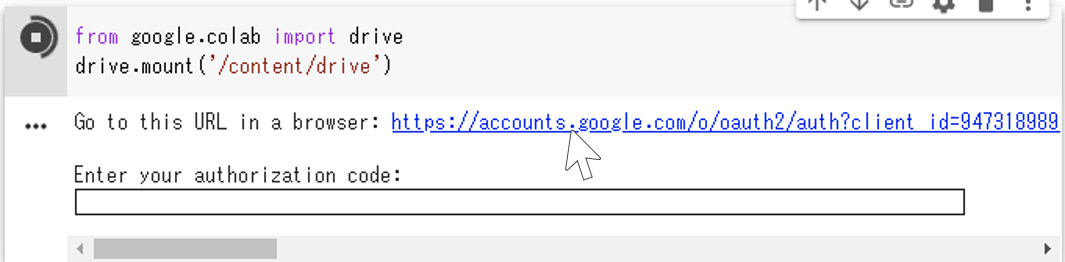 from google.colab import drive
drive.mount('/content/drive')
Go to this URL in a browser: https://accounts.google.com/o/oauth2/auth?client_id=947318989
Enter your authorization code: